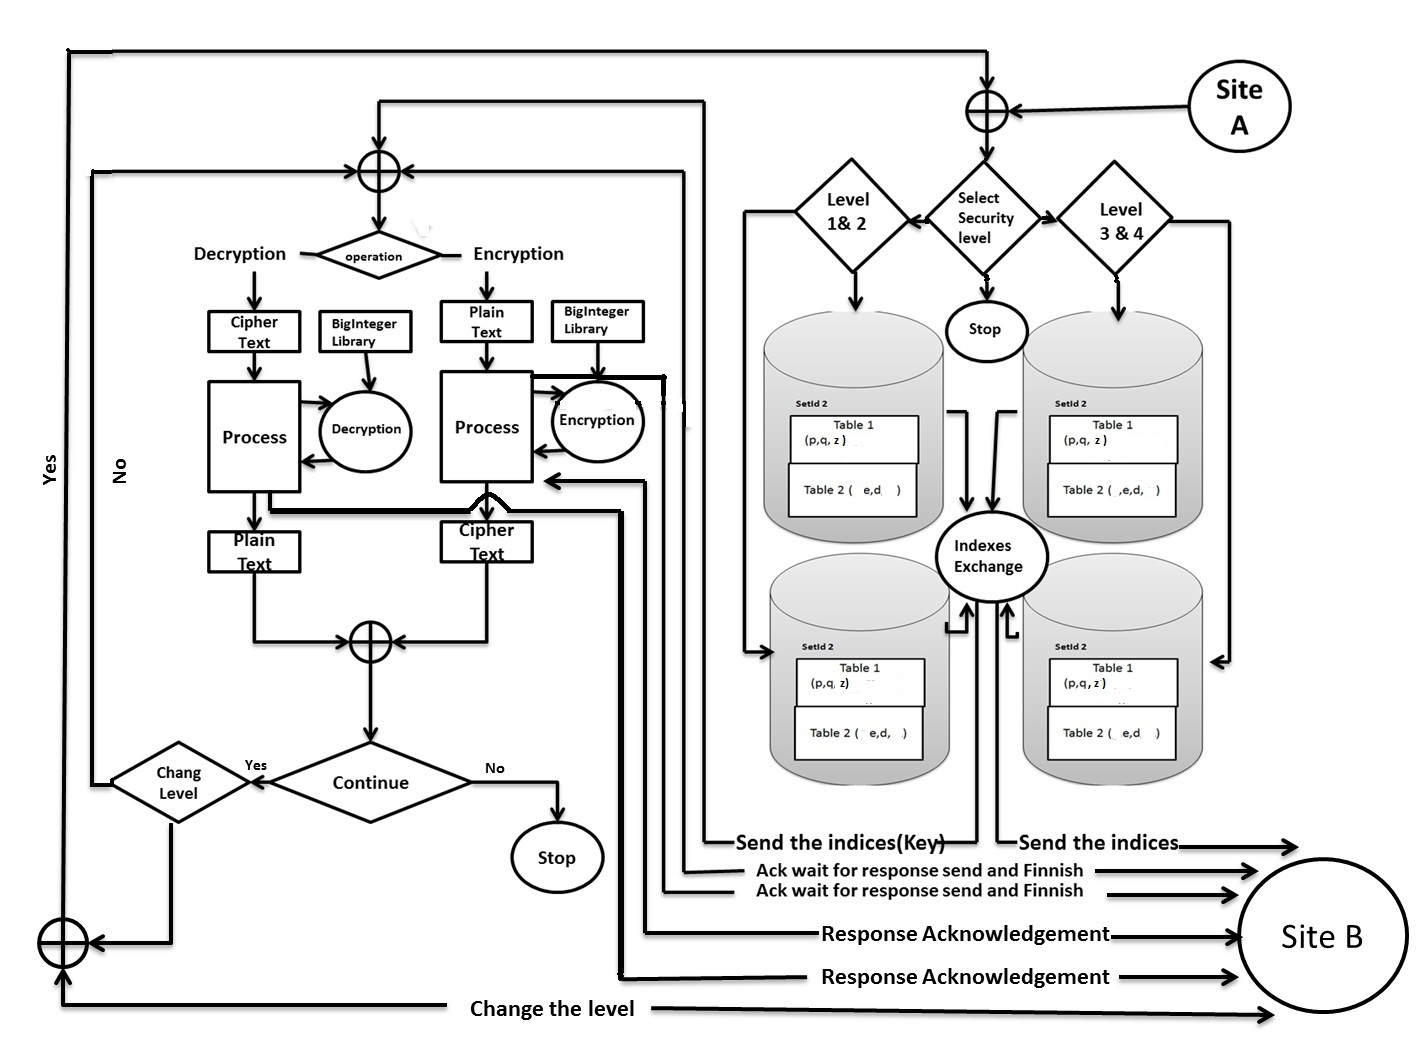 Site
A
Level
1& 2
Select
Security
level
Level
3 & 4
Decryption
operation
Encryption
Cipher
Text
BigInteger
Library
Plain
Text
BigInteger
Library
Stop
Process
Decryption
Process
Encryption
SetId 2
Table 1
(p,q, z )
Table 2 ( e,d )
SetId 2
Table 1
(p,q, z )
Table 2 ( ,e,d, )
Yes
No
Plain
Text
Cipher
Text
Indexes
Exchange
SetId 2
Table 1
(p,q, z)
Table 2 ( e,d, )
SetId 2
Table 1
(p,q, z )
Table 2 ( e,d )
Chang
Level
Yes
Continue
No
Stop
Send the indices(Key)
Send the indices
Ack wait for response send and Finnish
Ack wait for response send and Finnish
Response Acknowledgement
Site B
Response Acknowledgement
Change the level